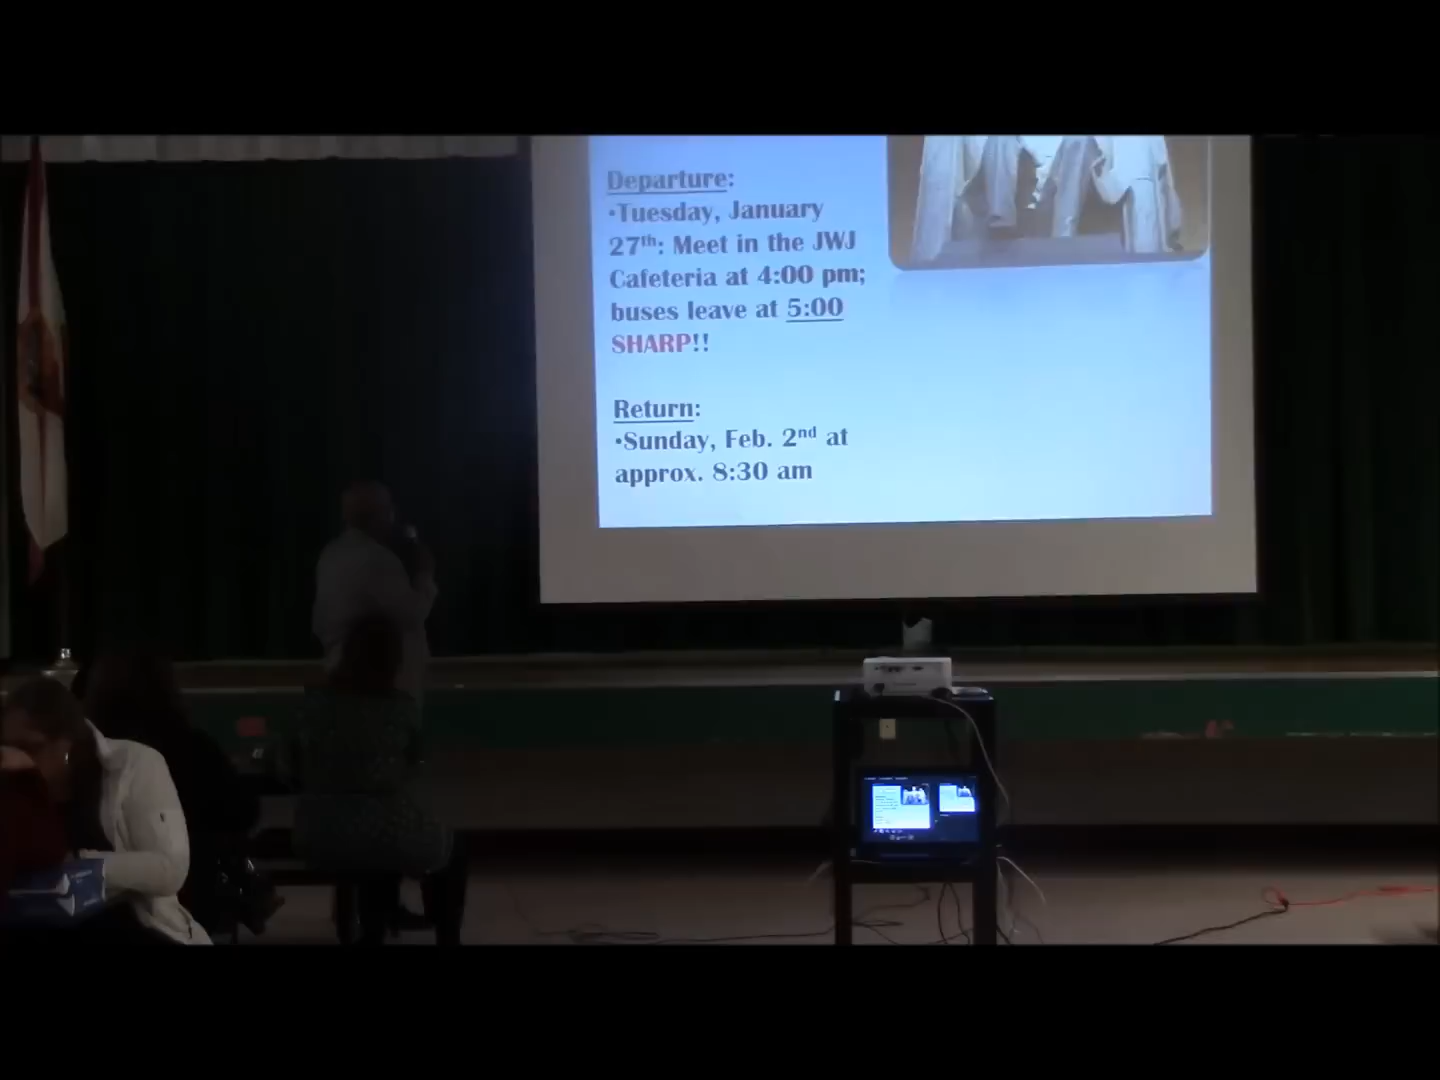 Departure:
•Tuesday, January
27th: Meet in the JWJ
Cafeteria at 4:00 pm;
buses leave at 5:00
SHARP!!
Return:
•Sunday, Feb. 2nd at
approx. 8:30 am